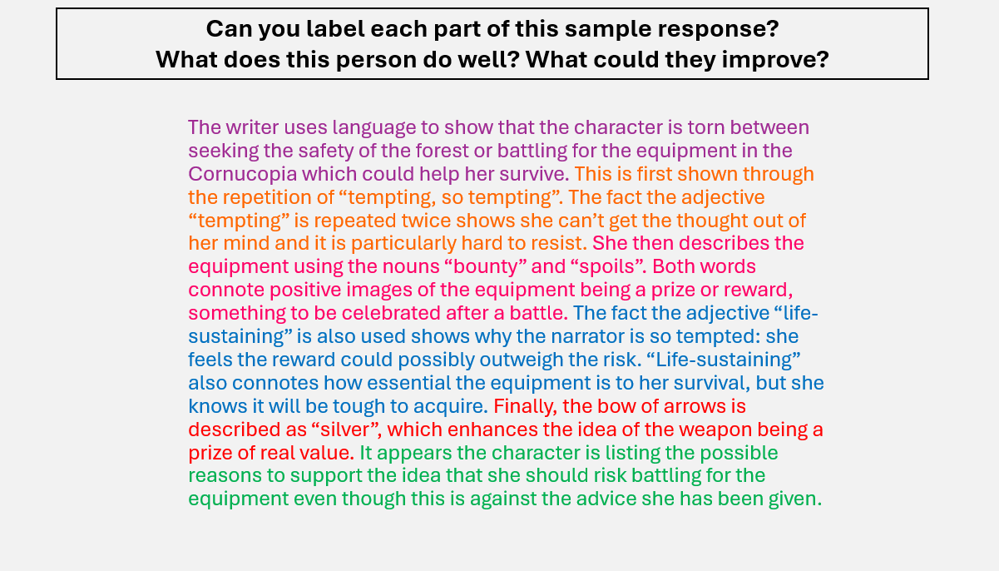 Can you label each part of this sample response?
What does this person do well? What could they improve?
The writer uses language to show that the character is torn between
seeking the safety of the forest or battling for the equipment in the
Cornucopia which could help her survive. This is first shown through
the repetition of “tempting, so tempting”. The fact the adjective
“tempting” is repeated twice shows she can’t get the thought out of
her mind and it is particularly hard to resist. She then describes the
equipment using the nouns “bounty” and “spoils”. Both words
connote positive images of the equipment being a prize or reward,
something to be celebrated after a battle. The fact the adjective “life-
sustaining” is also used shows why the narrator is so tempted: she
feels the reward could possibly outweigh the risk. “Life-sustaining”
also connotes how essential the equipment is to her survival, but she
knows it will be tough to acquire. Finally, the bow of arrows is
described as “silver”, which enhances the idea of the weapon being a
prize of real value. It appears the character is listing the possible
reasons to support the idea that she should risk battling for the
equipment even though this is against the advice she has been given.